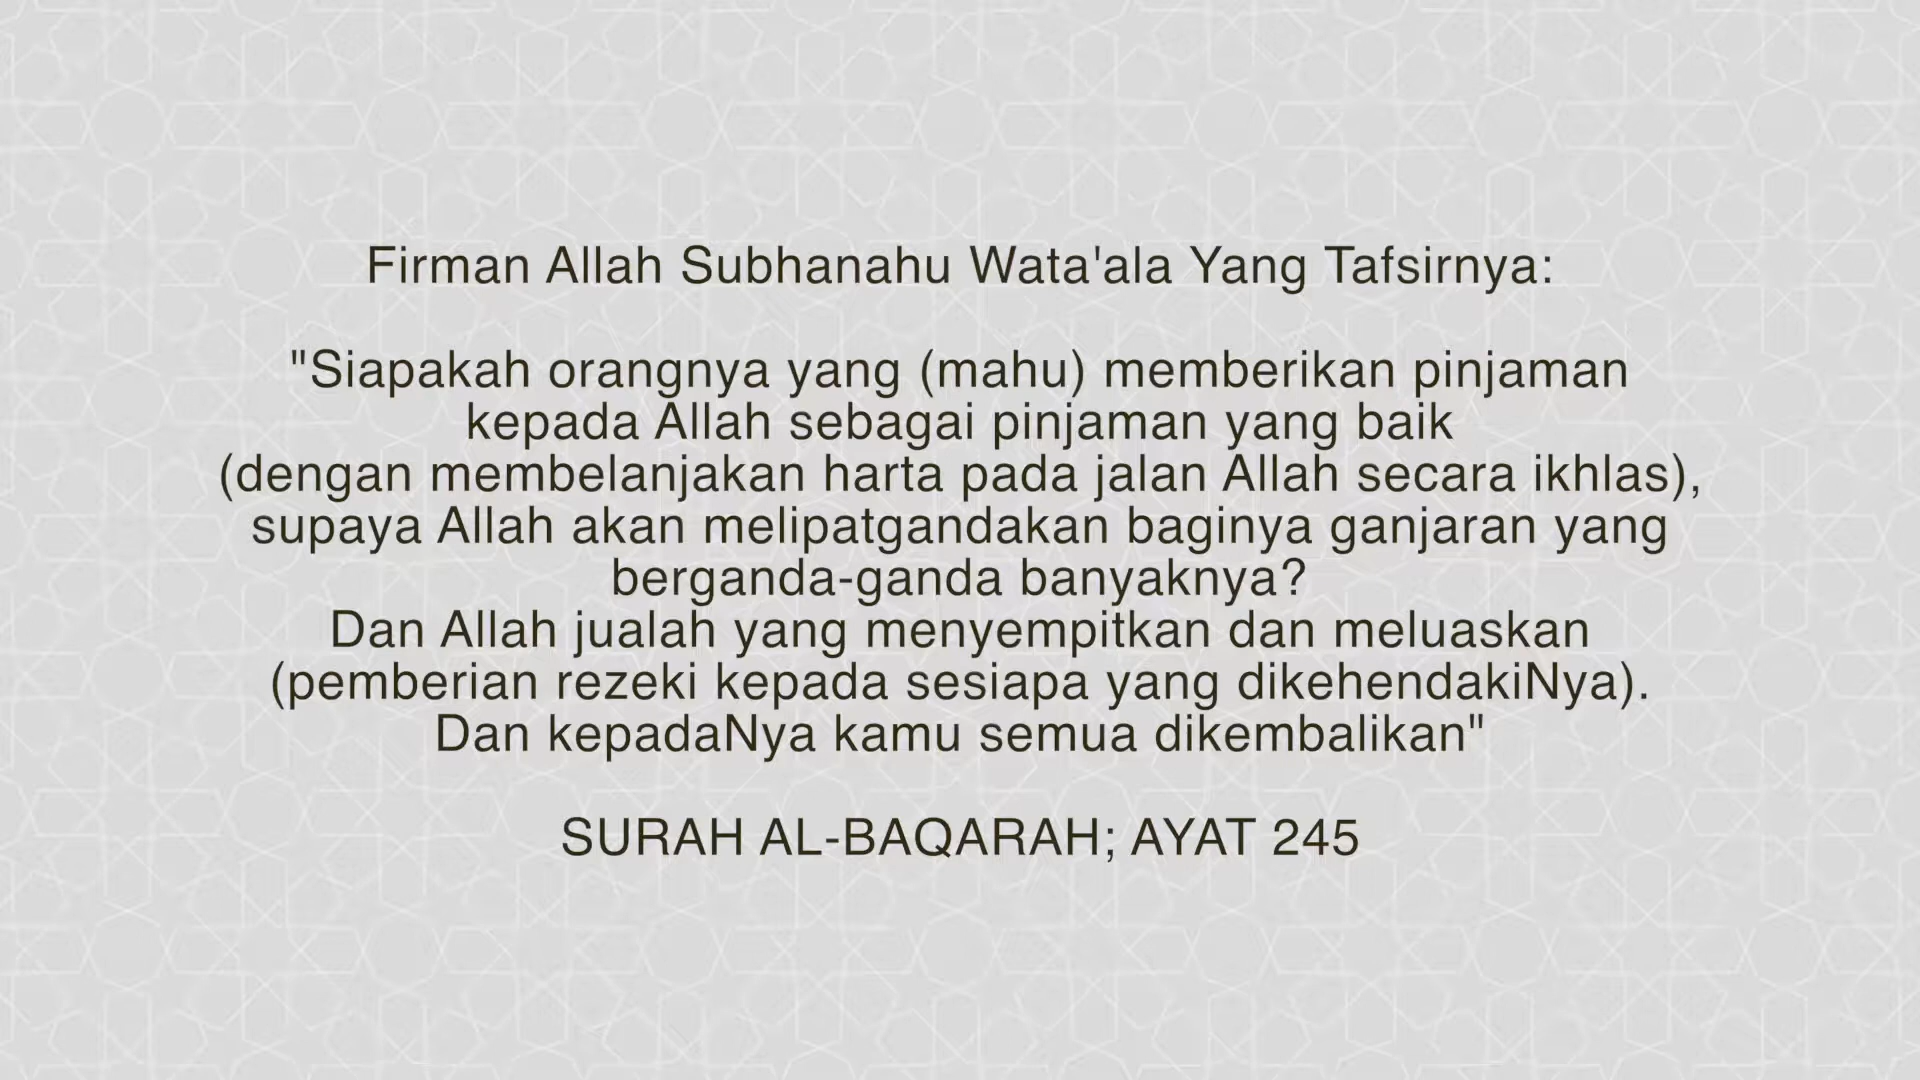 Firman Allah Subhanahu Wata'ala Yang Tafsirnya:
"Siapakah orangnya yang (mahu) memberikan pinjaman
kepada Allah sebagai pinjaman yang baik
(dengan membelanjakan harta pada jalan Allah secara ikhlas),
supaya Allah akan melipatgandakan baginya ganjaran yang
berganda-ganda banyaknya?
Dan Allah jualah yang menyempitkan dan meluaskan
(pemberian rezeki kepada sesiapa yang dikehendakiNya).
Dan kepadaNya kamu semua dikembalikan"
SURAH AL-BAQARAH; AYAT 245